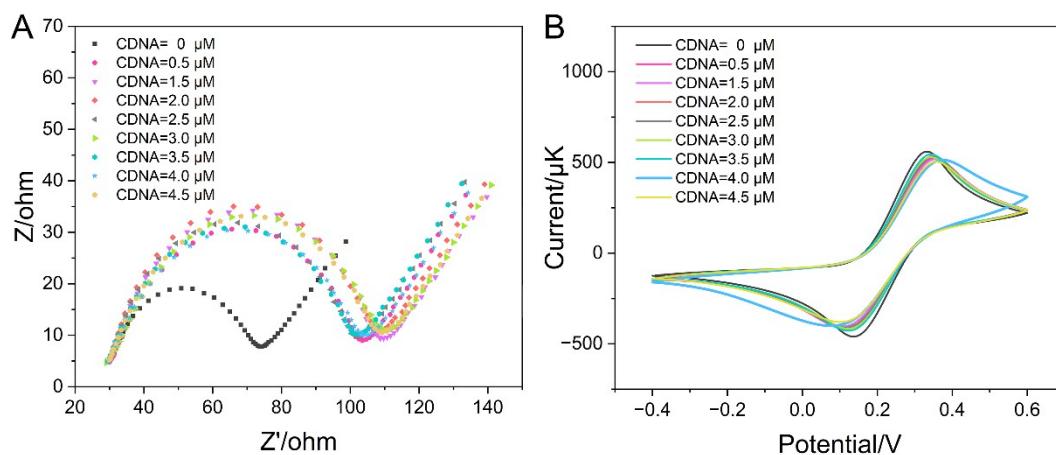 A
70
60
50
40
30
20
10
0
Z/ohm
CDNA= 0 μM
CDNA=0.5 μM
CDNA=1.5 μM
CDNA=2.0 μM
CDNA=2.5 μM
CDNA=3.0 μM
CDNA=3.5 μM
CDNA=4.0 μM
CDNA=4.5 μM
20 40 60 80 100 120 140
Z'/ohm
B
1000
500
0
−500
Current/μK
CDNA= 0 μM
CDNA=0.5 μM
CDNA=1.5 μM
CDNA=2.0 μM
CDNA=2.5 μM
CDNA=3.0 μM
CDNA=3.5 μM
CDNA=4.0 μM
CDNA=4.5 μM
−0.4 −0.2 0.0 0.2 0.4 0.6
Potential/V